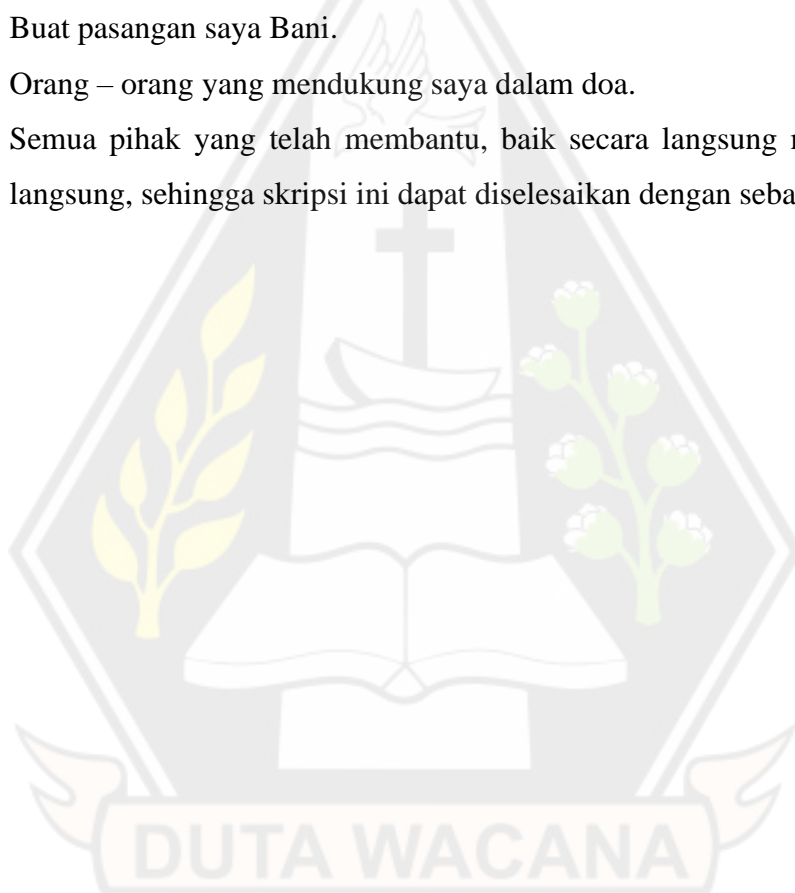 Buat pasangan saya Bani.
Orang – orang yang mendukung saya dalam doa.
Semua pihak yang telah membantu, baik secara langsung
langsung, sehingga skripsi ini dapat diselesaikan dengan
DUTA WACANA